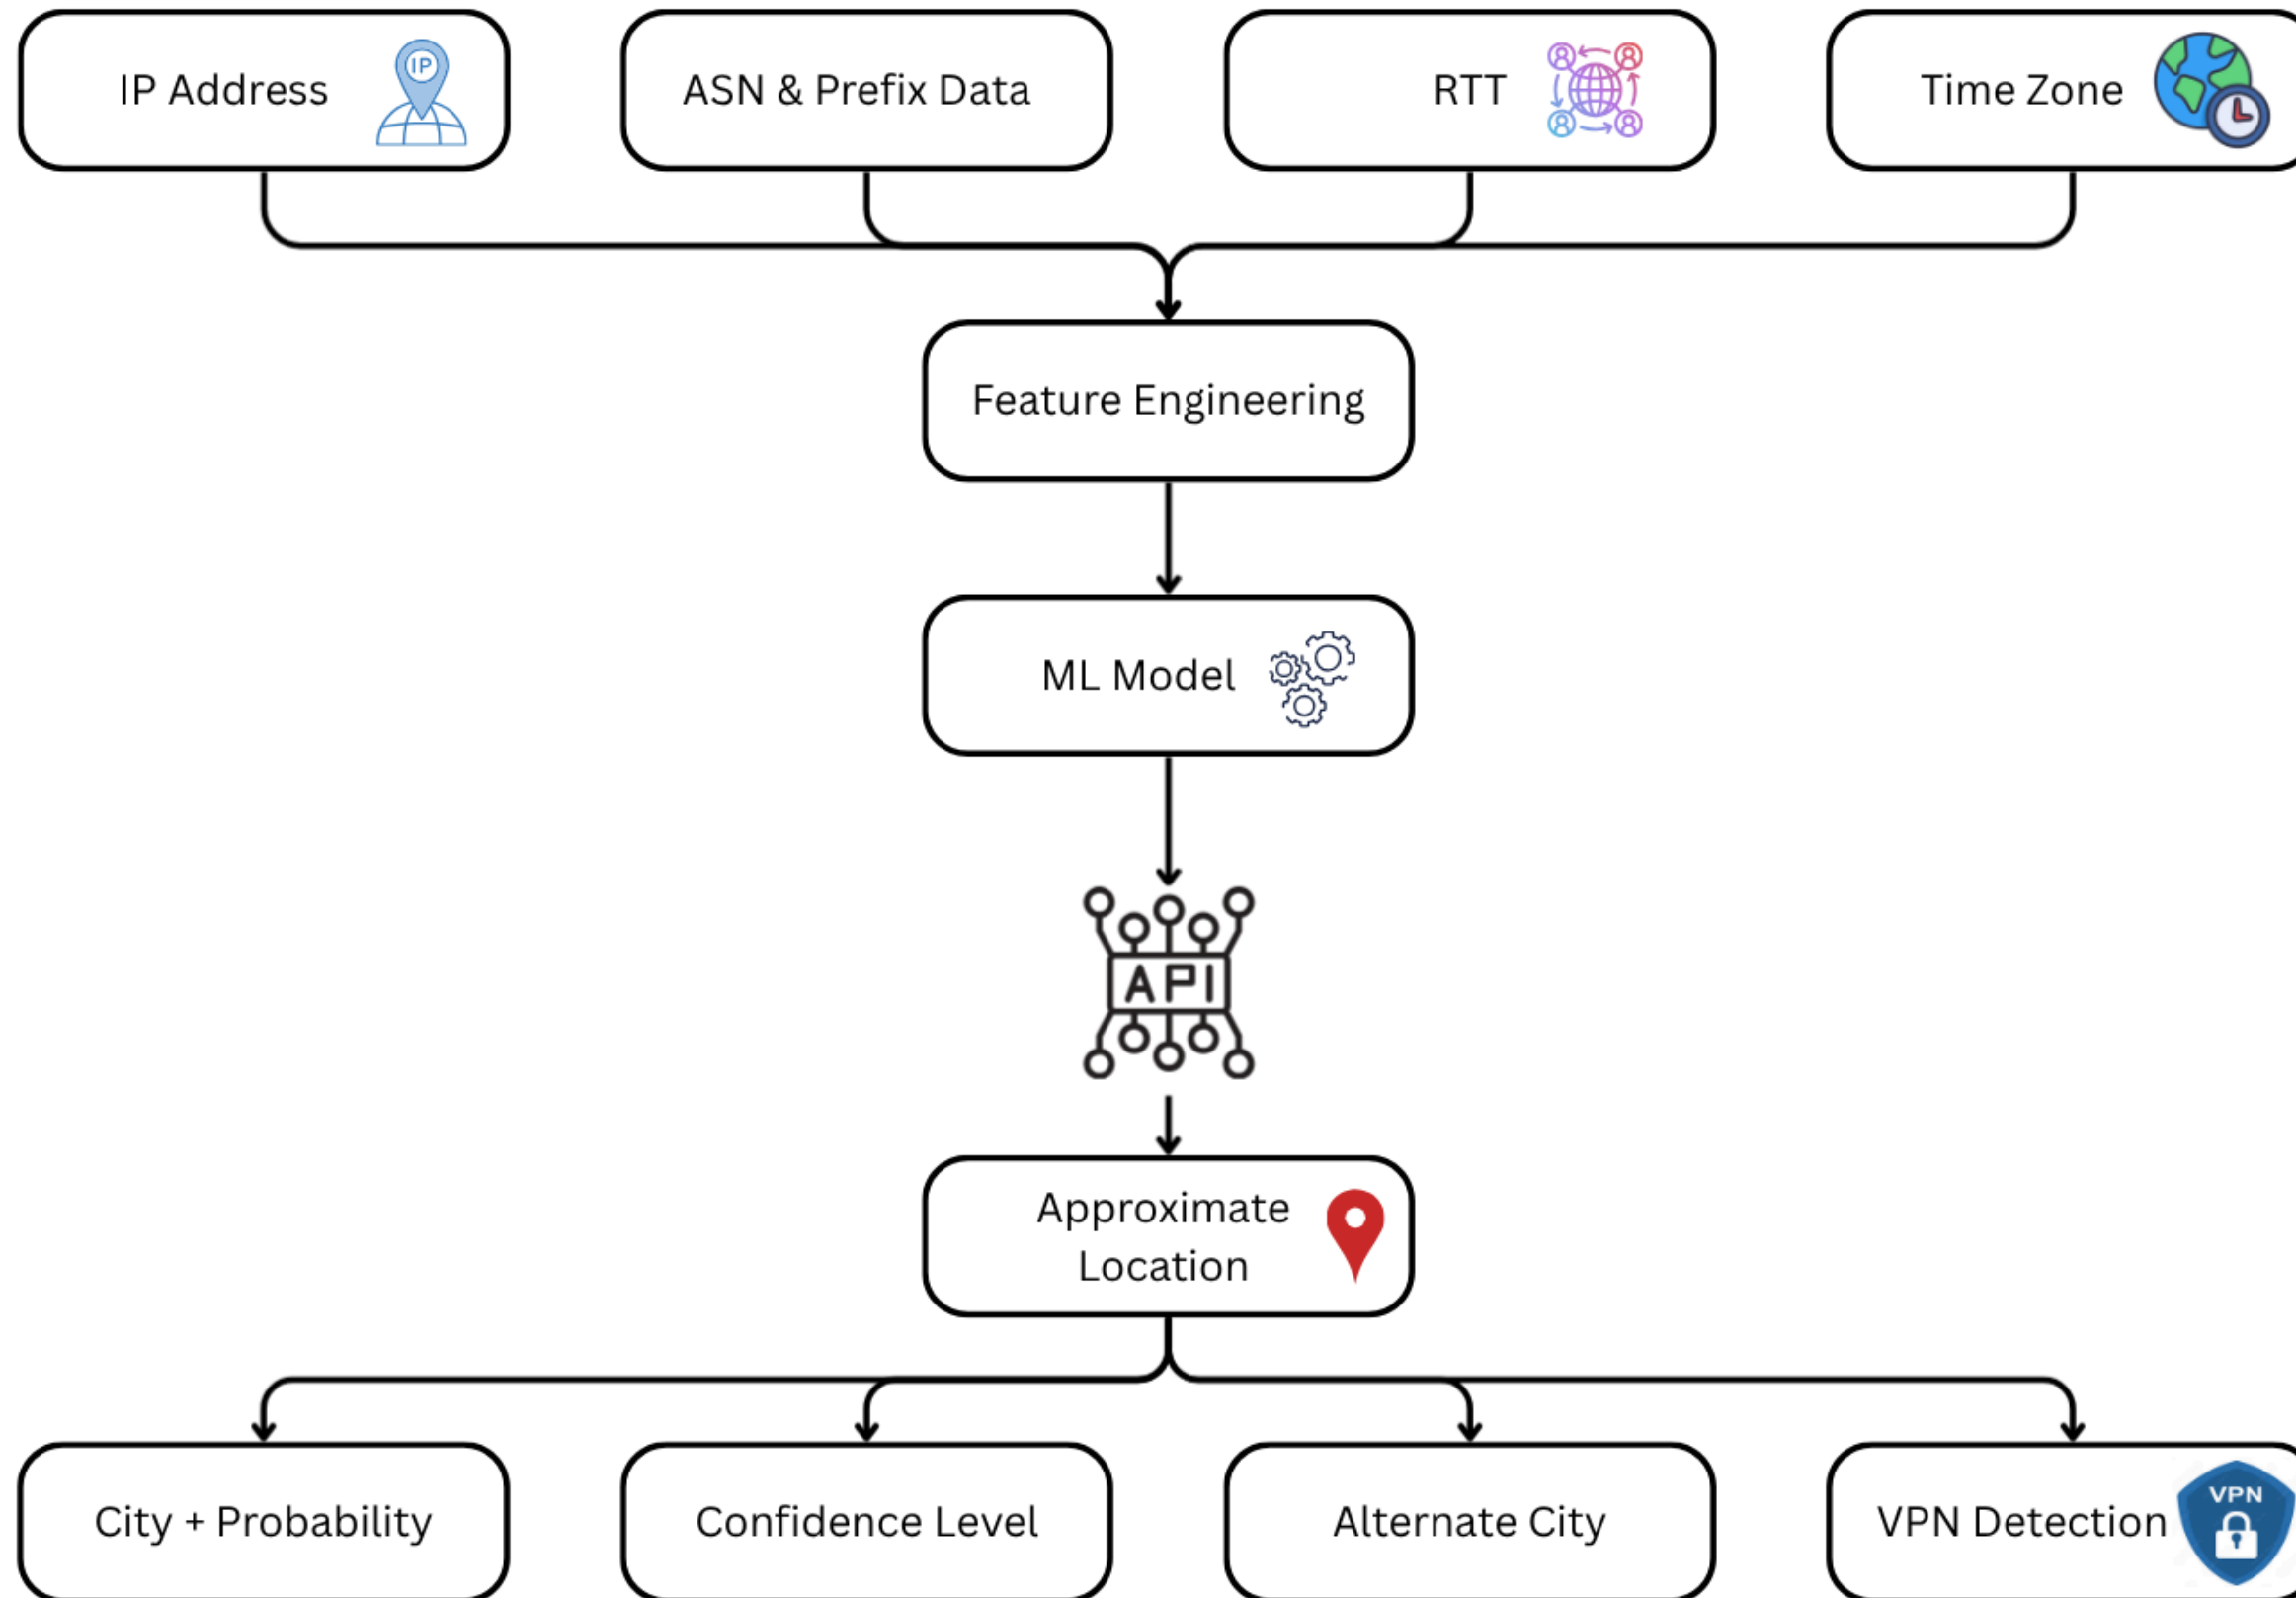 IP Address
IP
ASN & Prefix Data
RTT
Time Zone
Feature Engineering
ML Model
API
Approximate
Location
City + Probability
Confidence Level
Alternate City
VPN Detection
VPN